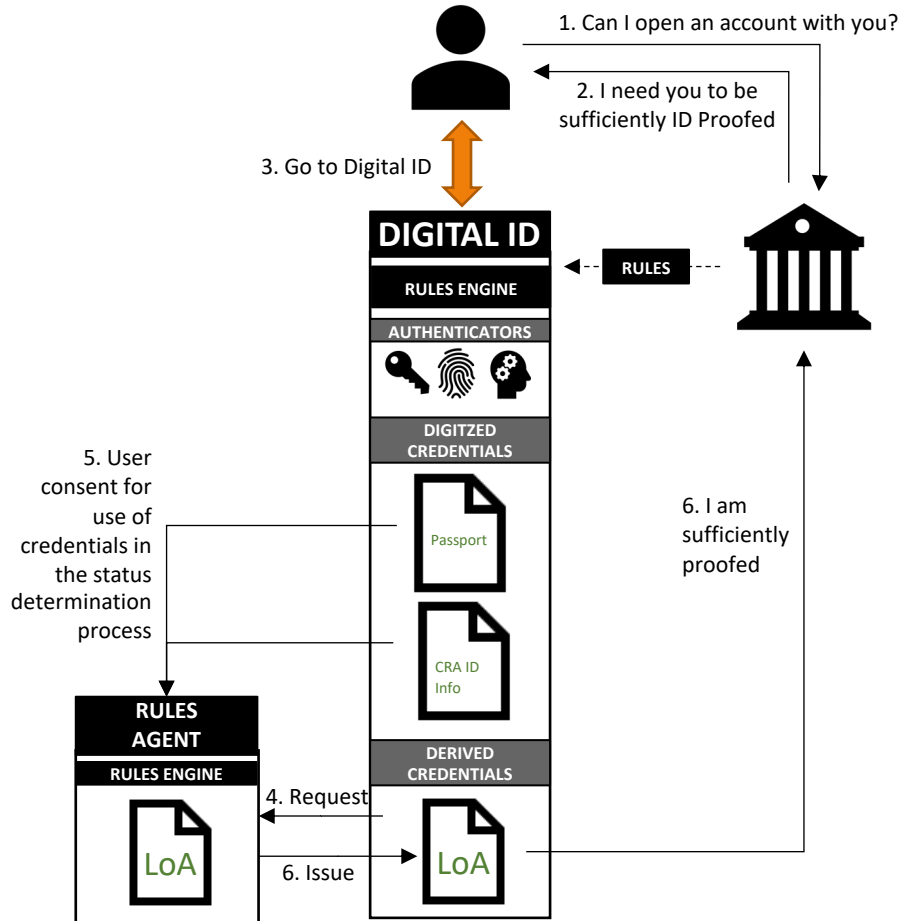 1. Can I open an account with you?
2. I need you to be
sufficiently ID Proofed
3. Go to Digital ID
DIGITAL ID
RULES
RULES ENGINE
AUTHENTICATORS
DIGITZED
CREDENTIALS
5. User
consent for
use of
credentials in
the status
determination
process
Passport
6. I am
sufficiently
proofed
CRA ID
Info
RULES
AGENT
RULES ENGINE
DERIVED
CREDENTIALS
4. Request
LoA
LoA
6. Issue